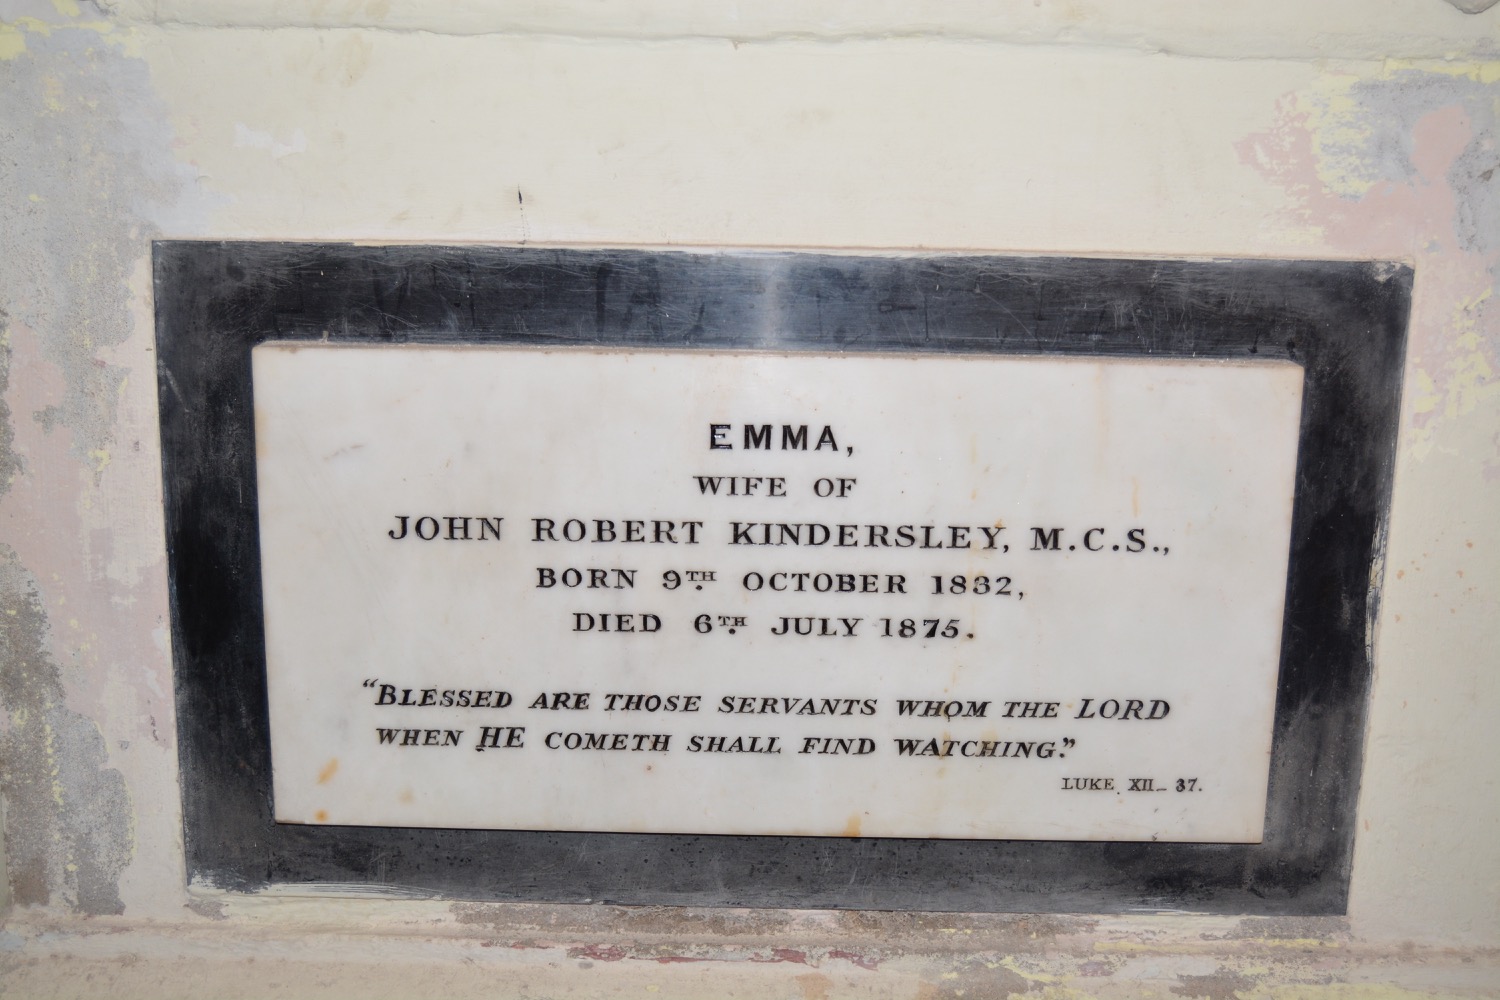 EMMA,
WIFE OF
JOHN ROBERT KINDERSLEY, M.C.S.,
BORN 9TH OCTOBER 1832,
DIED 6TH JULY 1875.
"BLESSED ARE THOSE SERVANTS WHOM THE LORD
WHEN HE COMETH SHALL FIND WATCHING."
LUKE XII_ 37.